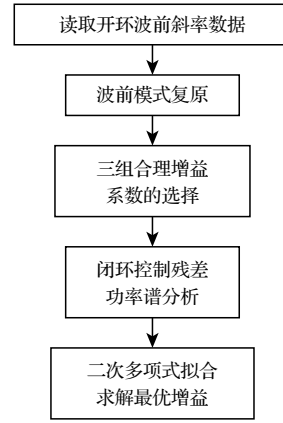 读取开环波前斜率数据
波前模式复原
三组合理增益
系数的选择
闭环控制残差
功率谱分析
二次多项式拟合
求解最优增益